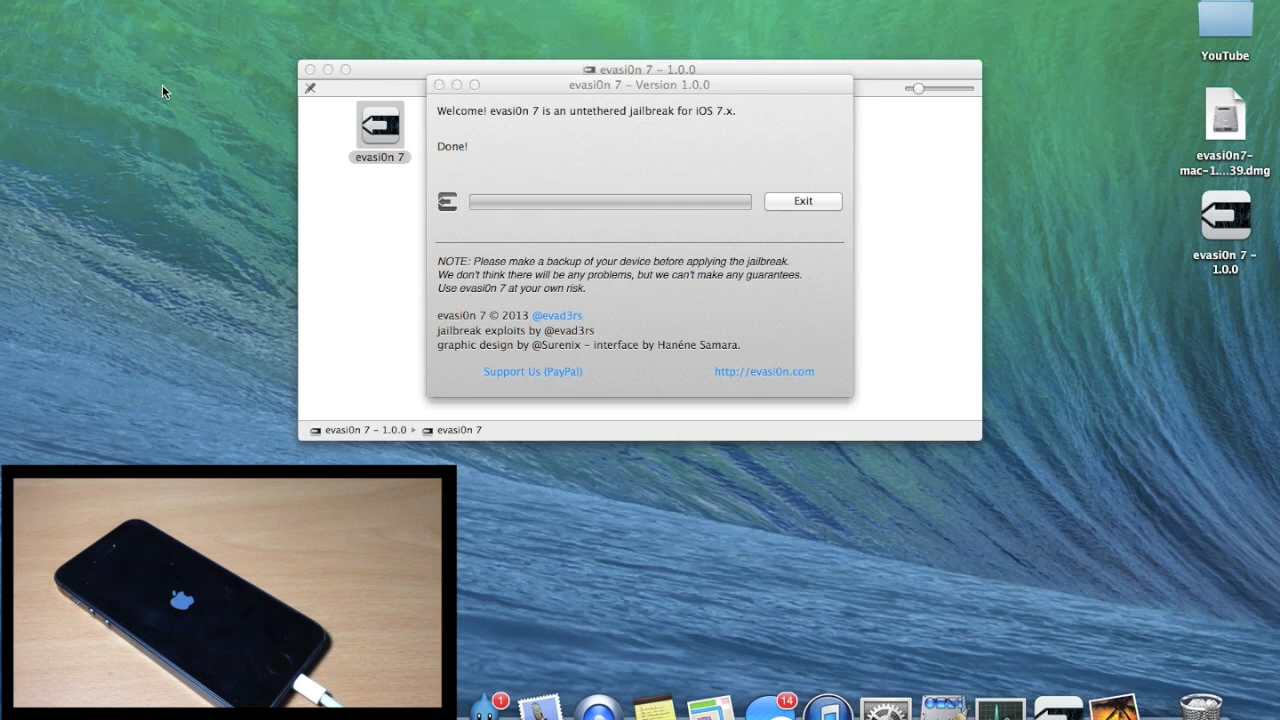 YouTube
evasi0n 7 – 1.0.0
evasi0n 7 – Version 1.0.0
Welcome! evasi0n 7 is an untethered jailbreak for iOS 7.x.
Done!
evasi0n 7
evasi0n7-
mac-1....39.dmg
Exit
evasi0n 7 –
1.0.0
NOTE: Please make a backup of your device before applying the jailbreak.
We don't think there will be any problems, but we can't make any guarantees.
Use evasi0n 7 at your own risk.
evasi0n 7 © 2013 @evad3rs
jailbreak exploits by @evad3rs
graphic design by @Surenix – interface by Hanéne Samara.
Support Us (PayPal)
http://evasi0n.com
evasi0n 7 – 1.0.0 ▸ evasi0n 7
1
14